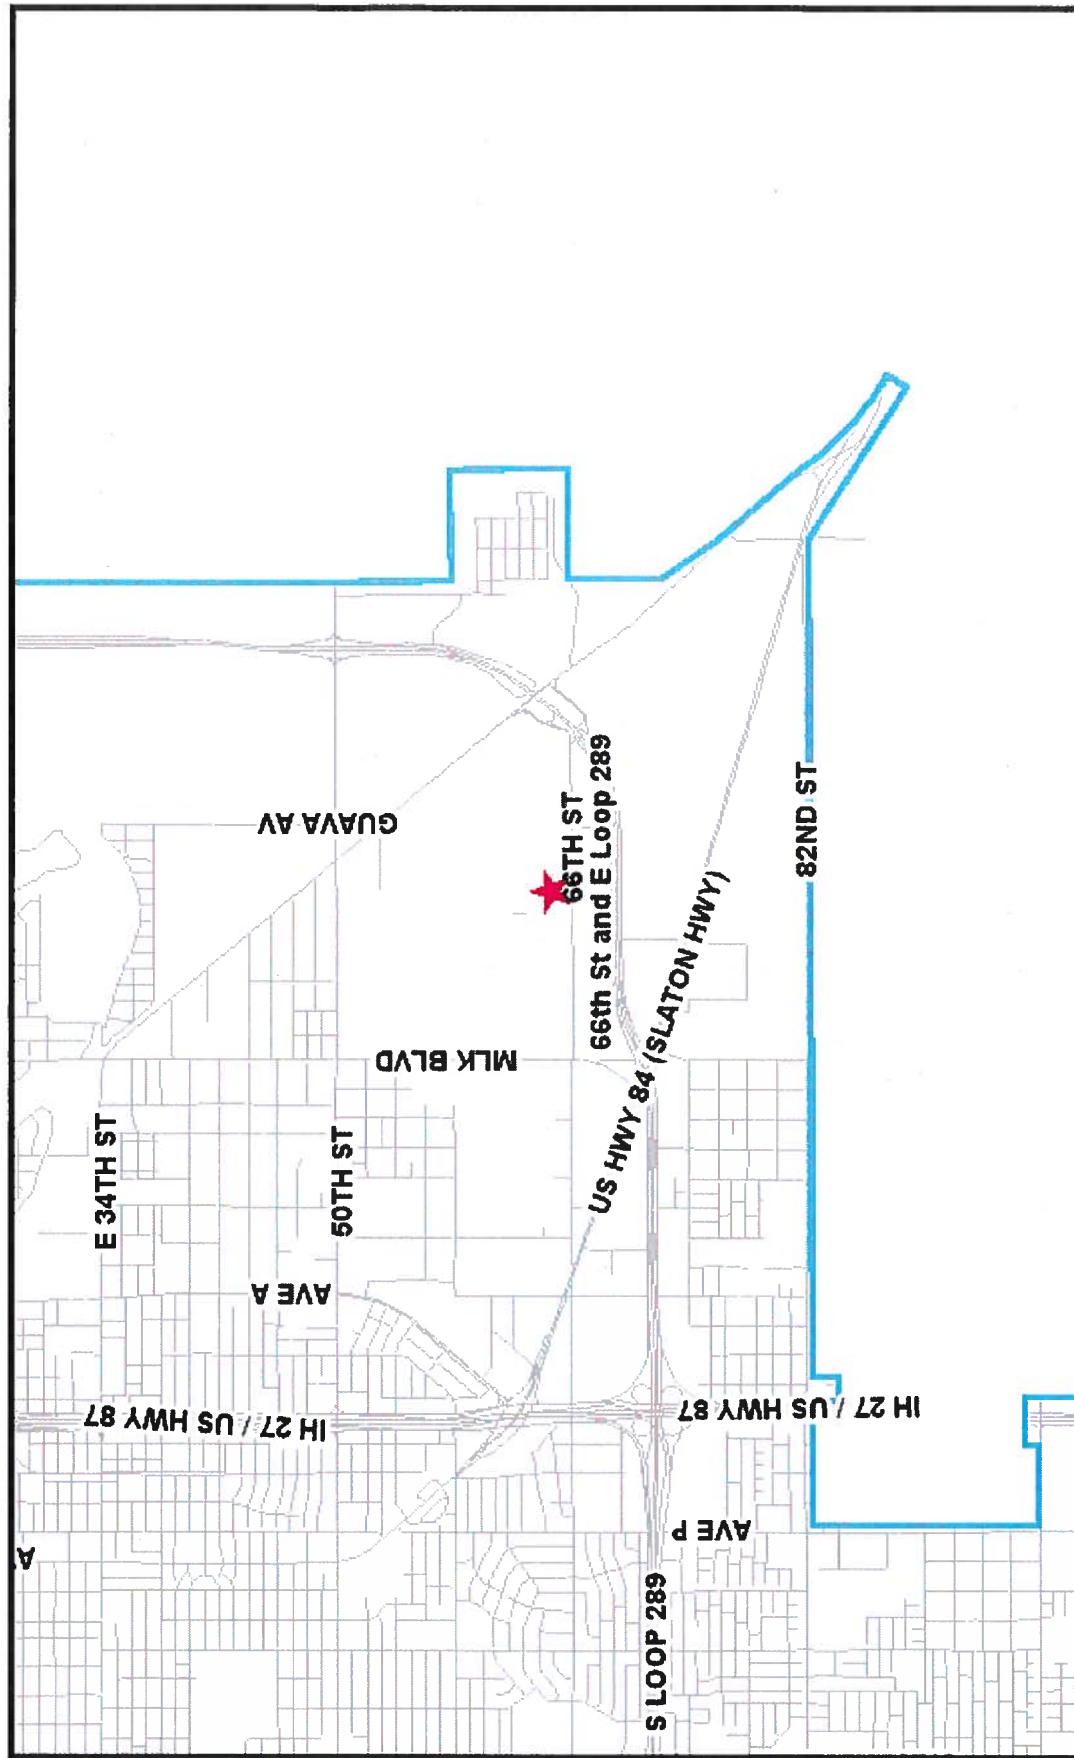 GUAVA AV
66TH ST
66th St and E Loop 289
82ND ST
MLK BLVD
US HWY 84 (SLATON HWY)
E 34TH ST
50TH ST
AVE A
IH 27 / US HWY 87
IH 27 / US HWY 87
AVE P
S LOOP 289
A